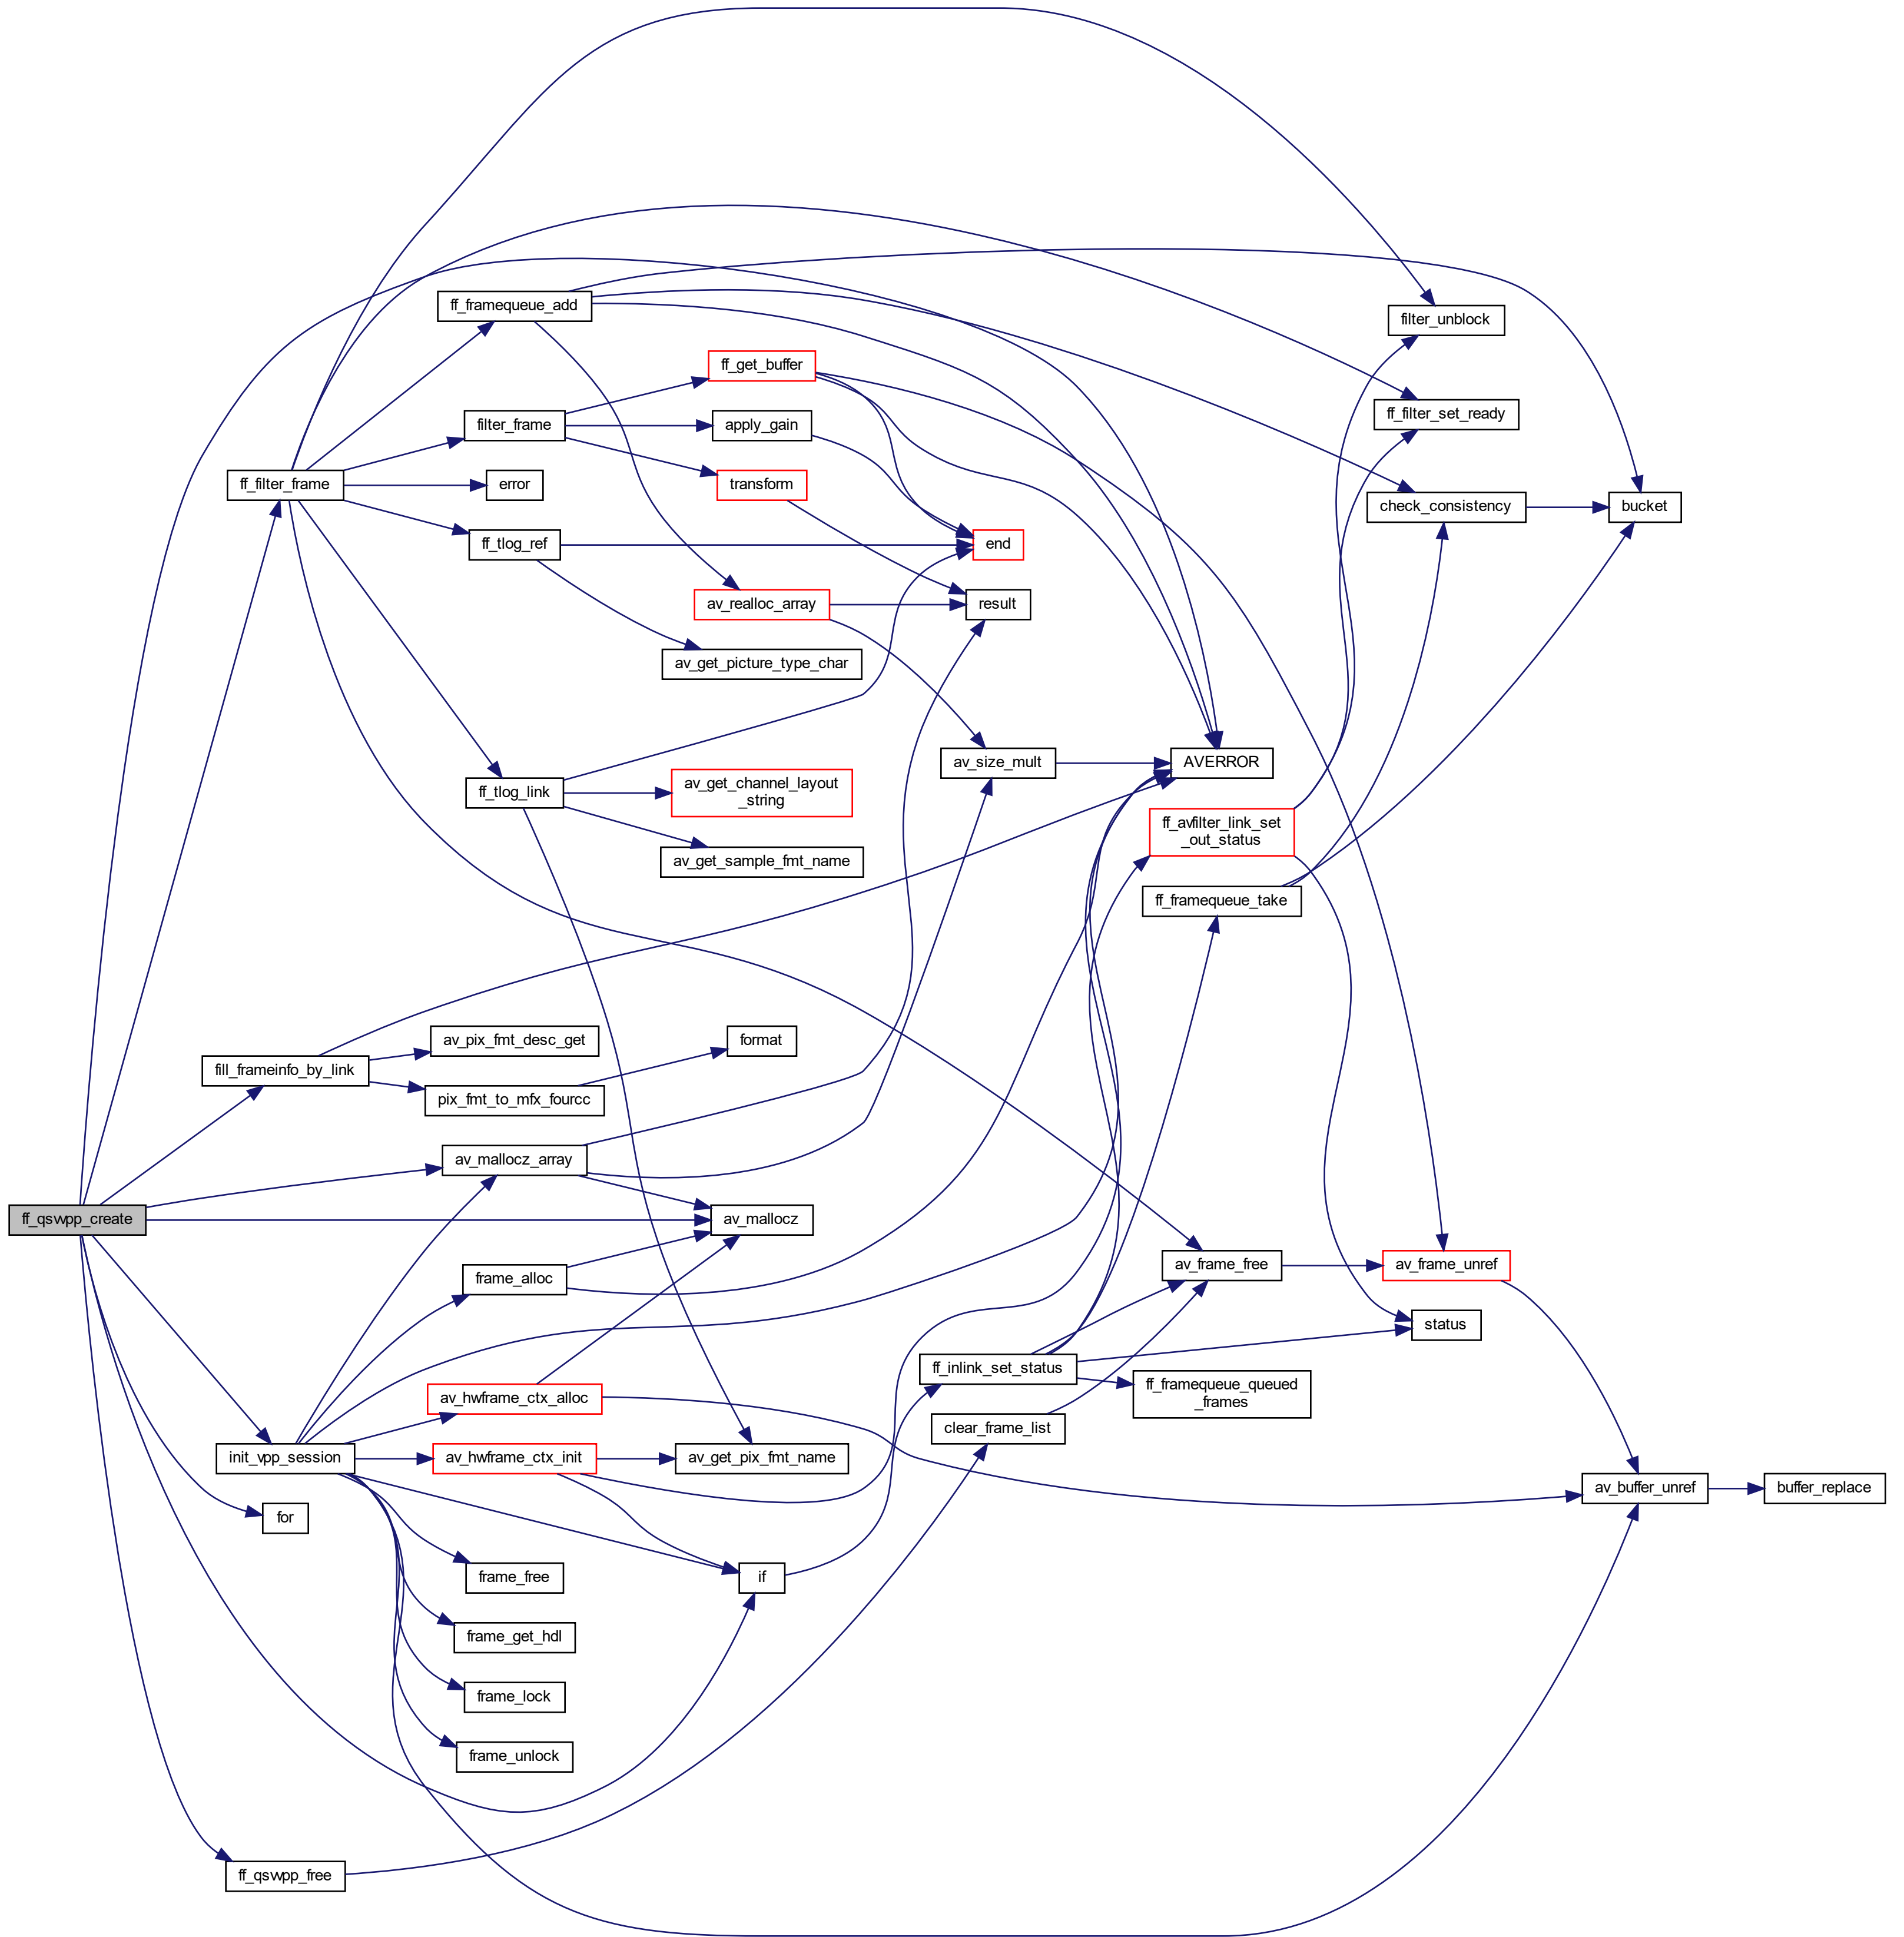 filter_unblock
ff_framequeue_add
ff_get_buffer
ff_filter_set_ready
filter_frame
apply_gain
ff_filter_frame
error
transform
check_consistency
bucket
ff_tlog_ref
end
av_realloc_array
result
av_get_picture_type_char
av_size_mult
AVERROR
ff_tlog_link
av_get_channel_layout
_string
ff_avfilter_link_set
_out_status
av_get_sample_fmt_name
ff_framequeue_take
av_pix_fmt_desc_get
format
fill_frameinfo_by_link
pix_fmt_to_mfx_fourcc
av_mallocz_array
ff_qsvvpp_create
av_mallocz
frame_alloc
av_frame_free
av_frame_unref
status
ff_inlink_set_status
ff_framequeue_queued
_frames
av_hwframe_ctx_alloc
clear_frame_list
init_vpp_session
av_hwframe_ctx_init
av_get_pix_fmt_name
av_buffer_unref
buffer_replace
for
frame_free
if
frame_get_hdl
frame_lock
frame_unlock
ff_qsvvpp_free